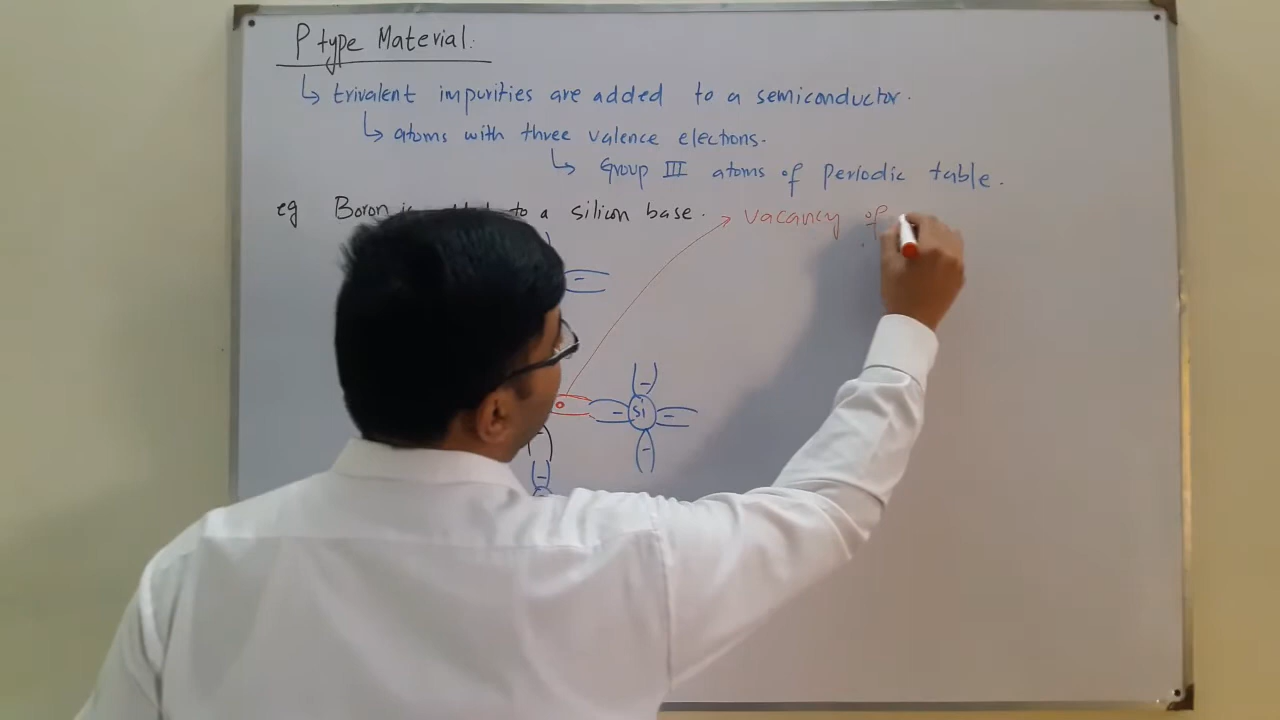 P type Material:
↳ trivalent impurities are added to a semiconductor.
↳ atoms with three valence elections.
↳ Group III atoms of periodic table.
eg Boron to a silicon base. → vacancy of
Si